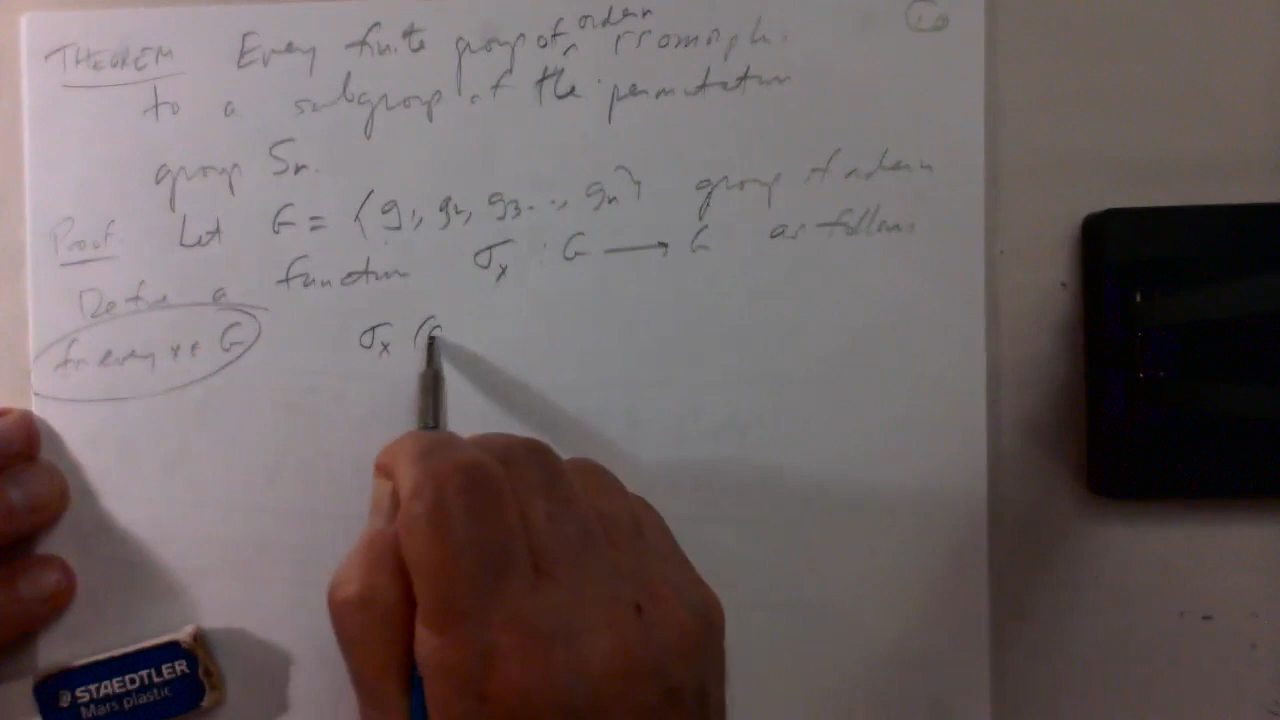 THEOREM Every finite group of order n isomorphic
to a subgroup of the permutation
group Sn.
Proof Let G = {g1, g2, g3..., gn} group of order n
Define a function σx : G → G as follows
for every x ∈ G
σx (
STAEDTLER
Mars plastic